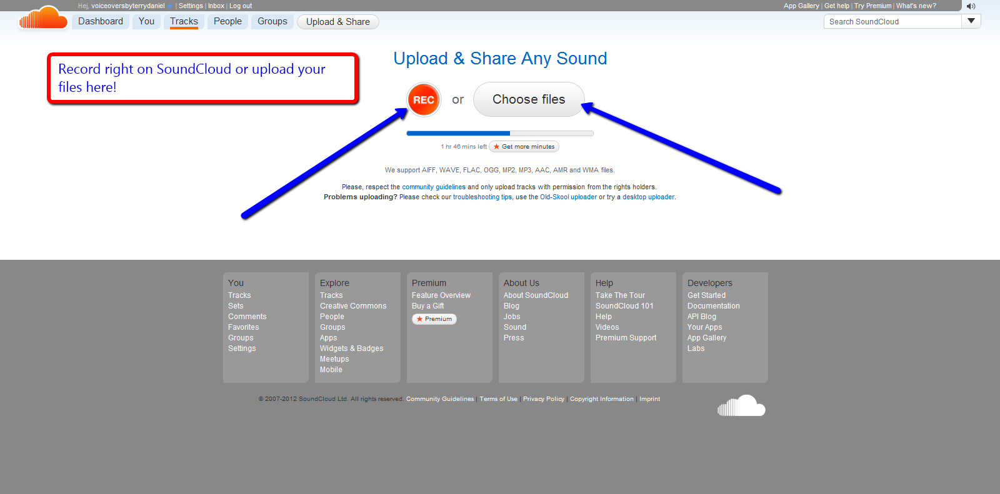 Hej, voiceoversbyterrydaniel | Settings | Inbox | Log out
App Gallery | Get help | Try Premium | What's new?
Dashboard You Tracks People Groups Upload & Share
Search SoundCloud
Record right on SoundCloud or upload your
files here!
Upload & Share Any Sound
REC or Choose files
1 hr 46 mins left Get more minutes
We support AIFF, WAVE, FLAC, OGG, MP2, MP3, AAC, AMR and WMA files.
Please, respect the community guidelines and only upload tracks with permission from the rights holders.
Problems uploading? Please check our troubleshooting tips, use the Old-Skool uploader or try a desktop uploader.
You
Tracks
Sets
Comments
Favorites
Groups
Settings
Explore
Tracks
Creative Commons
People
Groups
Apps
Widgets & Badges
Meetups
Mobile
Premium
Feature Overview
Buy a Gift
Premium
About Us
About SoundCloud
Blog
Jobs
Sound
Press
Help
Take The Tour
SoundCloud 101
Help
Videos
Premium Support
Developers
Get Started
Documentation
API Blog
Your Apps
App Gallery
Labs
© 2007-2012 SoundCloud Ltd. All rights reserved. Community Guidelines | Terms of Use | Privacy Policy | Copyright Information | Imprint